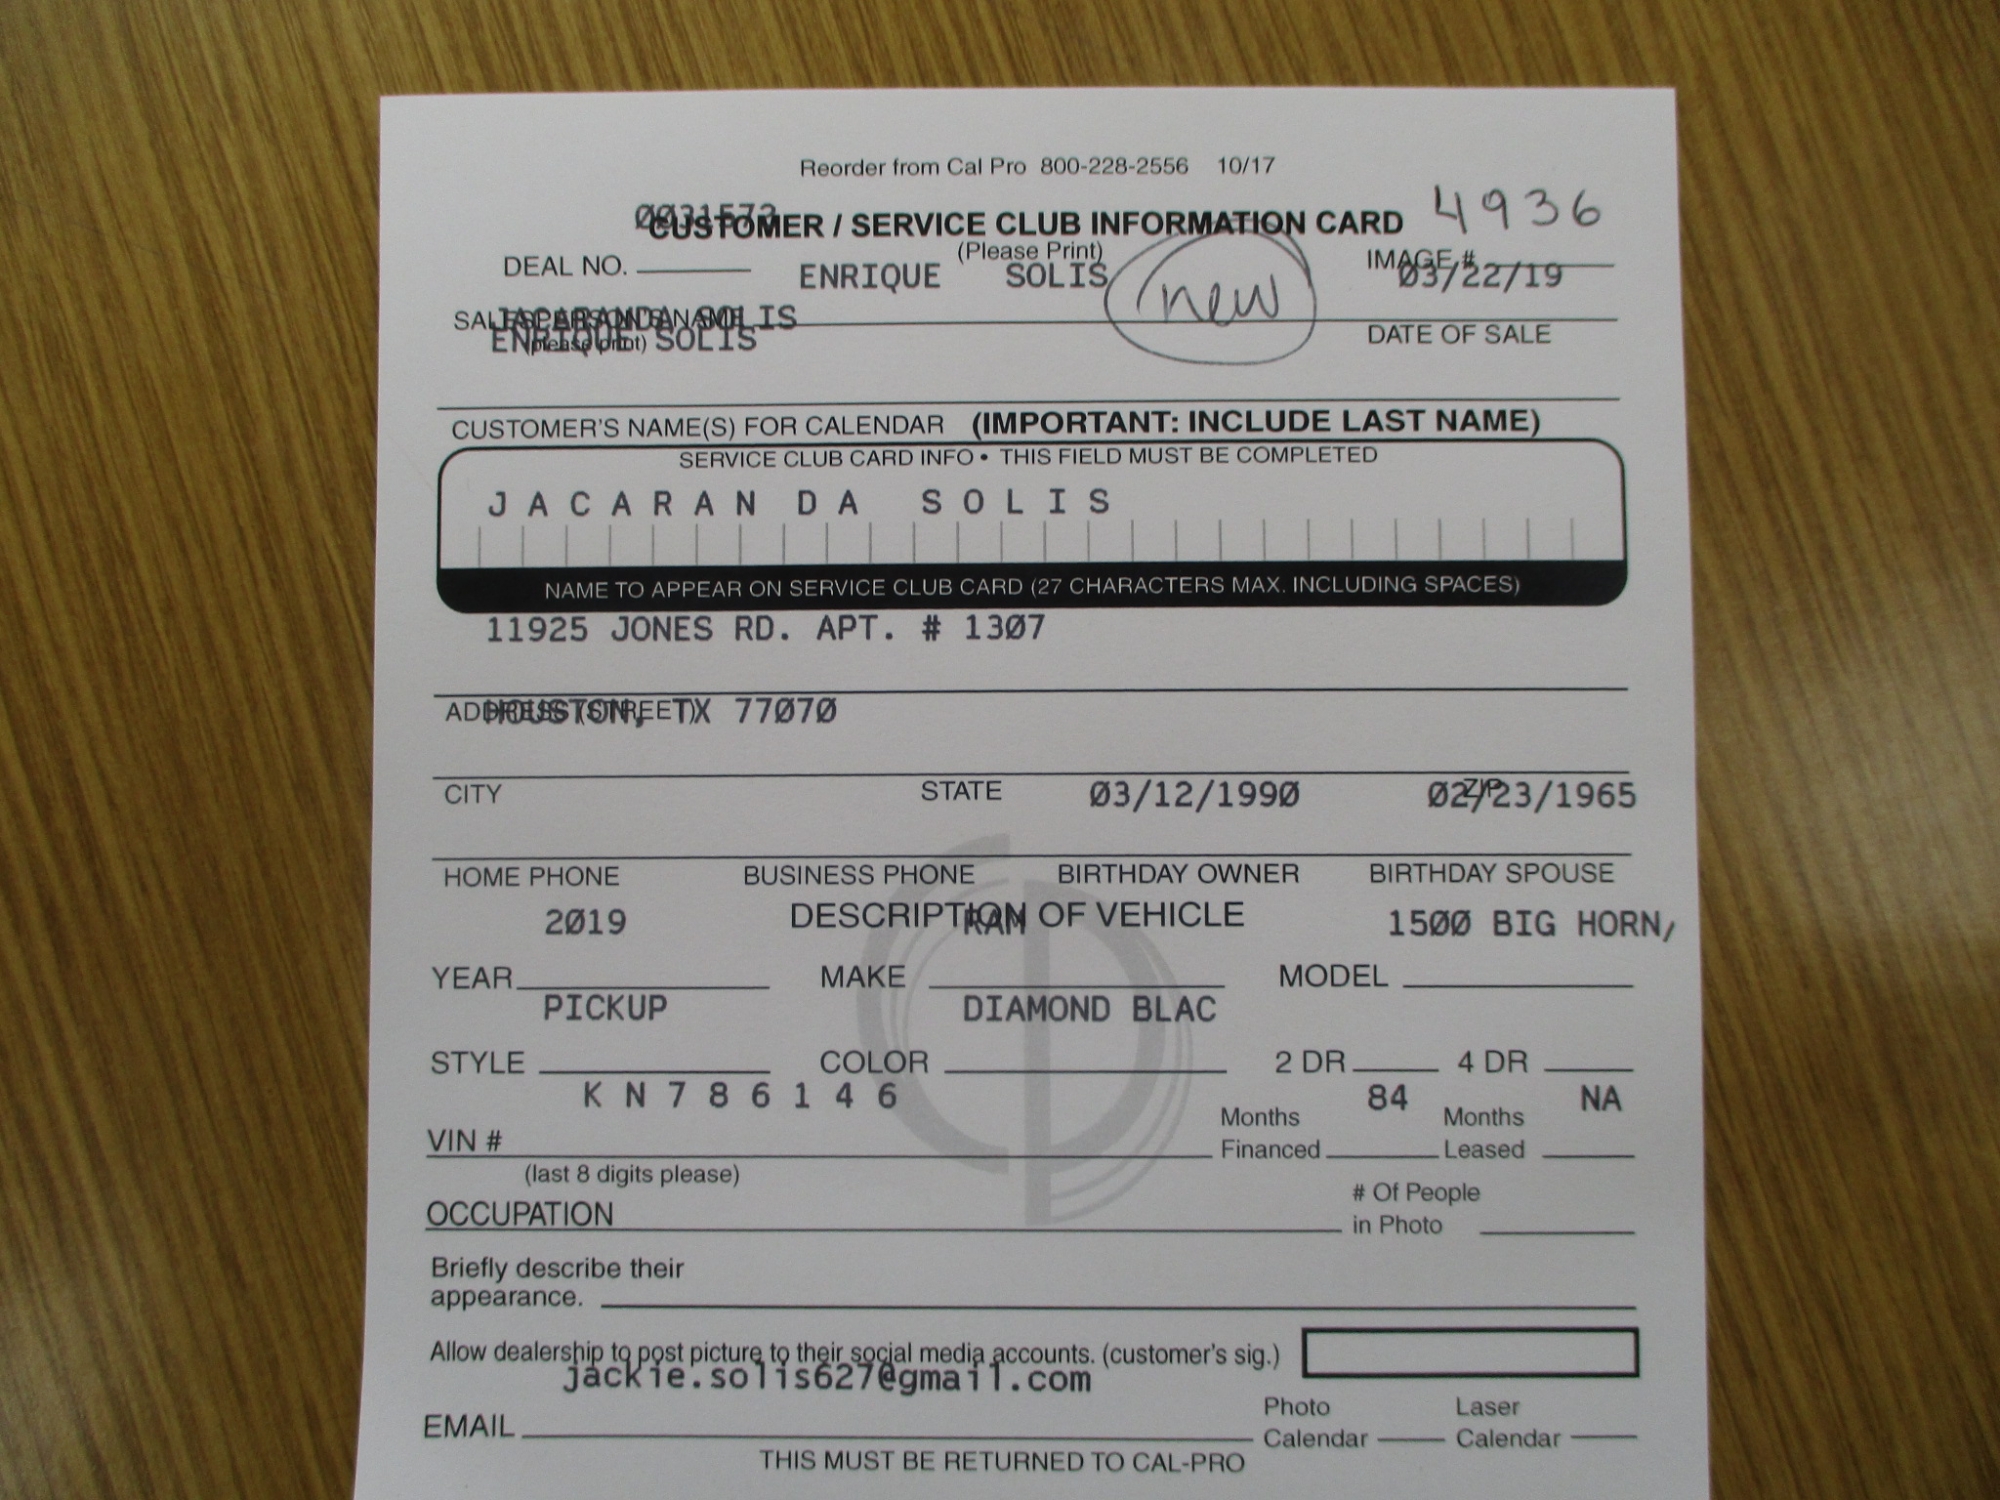 Reorder from Cal Pro 800-228-2556 10/17
0031573
CUSTOMER / SERVICE CLUB INFORMATION CARD 4936
(Please Print)
DEAL NO. ENRIQUE SOLIS new IMAGE #
03/22/19
JACARANDA SOLIS
SALESPERSON'S NAME
ENRIQUE SOLIS
(please print)
DATE OF SALE
CUSTOMER'S NAME(S) FOR CALENDAR (IMPORTANT: INCLUDE LAST NAME)
SERVICE CLUB CARD INFO • THIS FIELD MUST BE COMPLETED
JACARANDA SOLIS
NAME TO APPEAR ON SERVICE CLUB CARD (27 CHARACTERS MAX. INCLUDING SPACES)
11925 JONES RD. APT. # 1307
ADDRESS (STREET)
HOUSTON, TX 77070
CITY STATE ZIP
03/12/1990 02/23/1965
HOME PHONE BUSINESS PHONE BIRTHDAY OWNER BIRTHDAY SPOUSE
DESCRIPTION OF VEHICLE
2019 RAM 1500 BIG HORN/
YEAR MAKE MODEL
PICKUP DIAMOND BLAC
STYLE COLOR 2 DR 4 DR
KN786146 84 NA
VIN # Months Financed Months Leased
(last 8 digits please)
OCCUPATION # Of People in Photo
Briefly describe their
appearance.
Allow dealership to post picture to their social media accounts. (customer's sig.)
jackie.solis627@gmail.com
EMAIL Photo Calendar Laser Calendar
THIS MUST BE RETURNED TO CAL-PRO